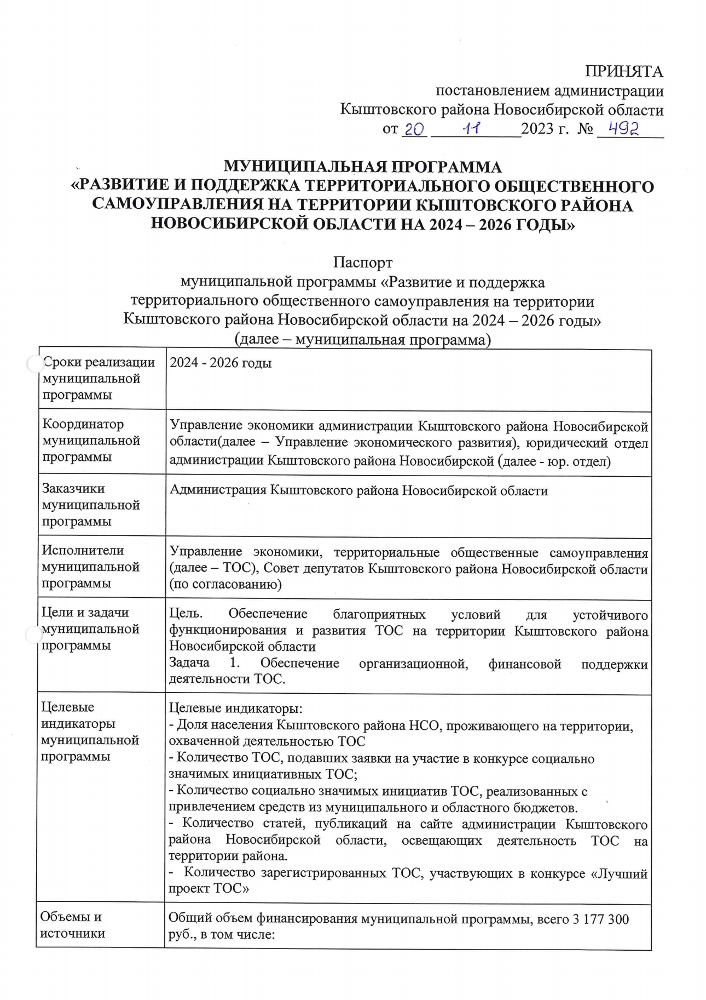 ПРИНЯТА
постановлением администрации
Кыштовского района Новосибирской области
от 20 11 2023 г. № 492
МУНИЦИПАЛЬНАЯ ПРОГРАММА
«РАЗВИТИЕ И ПОДДЕРЖКА ТЕРРИТОРИАЛЬНОГО ОБЩЕСТВЕННОГО
САМОУПРАВЛЕНИЯ НА ТЕРРИТОРИИ КЫШТОВСКОГО РАЙОНА
НОВОСИБИРСКОЙ ОБЛАСТИ НА 2024 – 2026 ГОДЫ»
Паспорт
муниципальной программы «Развитие и поддержка
территориального общественного самоуправления на территории
Кыштовского района Новосибирской области на 2024 – 2026 годы»
(далее – муниципальная программа)
Сроки реализации
муниципальной
программы
2024 - 2026 годы
Координатор
муниципальной
программы
Управление экономики администрации Кыштовского района Новосибирской
области(далее – Управление экономического развития), юридический отдел
администрации Кыштовского района Новосибирской (далее - юр. отдел)
Заказчики
муниципальной
программы
Администрация Кыштовского района Новосибирской области
Исполнители
муниципальной
программы
Управление экономики, территориальные общественные самоуправления
(далее – ТОС), Совет депутатов Кыштовского района Новосибирской области
(по согласованию)
Цели и задачи
муниципальной
программы
Цель. Обеспечение благоприятных условий для устойчивого
функционирования и развития ТОС на территории Кыштовского района
Новосибирской области
Задача 1. Обеспечение организационной, финансовой поддержки
деятельности ТОС.
Целевые
индикаторы
муниципальной
программы
Целевые индикаторы:
- Доля населения Кыштовского района НСО, проживающего на территории,
охваченной деятельностью ТОС
- Количество ТОС, подавших заявки на участие в конкурсе социально
значимых инициативных ТОС;
- Количество социально значимых инициатив ТОС, реализованных с
привлечением средств из муниципального и областного бюджетов.
- Количество статей, публикаций на сайте администрации Кыштовского
района Новосибирской области, освещающих деятельность ТОС на
территории района.
- Количество зарегистрированных ТОС, участвующих в конкурсе «Лучший
проект ТОС»
Объемы и
источники
Общий объем финансирования муниципальной программы, всего 3 177 300
руб., в том числе: